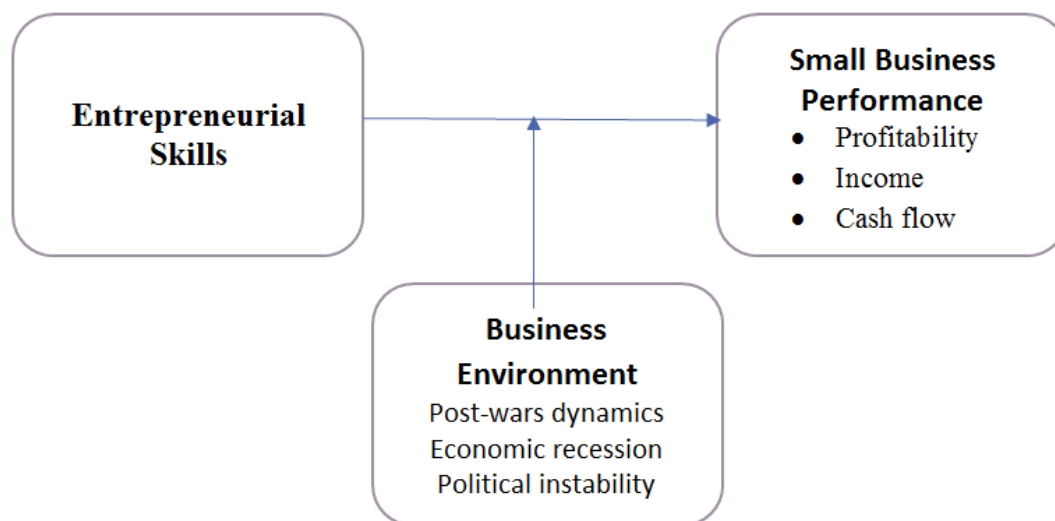 Entrepreneurial
Skills
Small Business
Performance
● Profitability
● Income
● Cash flow
Business
Environment
Post-wars dynamics
Economic recession
Political instability